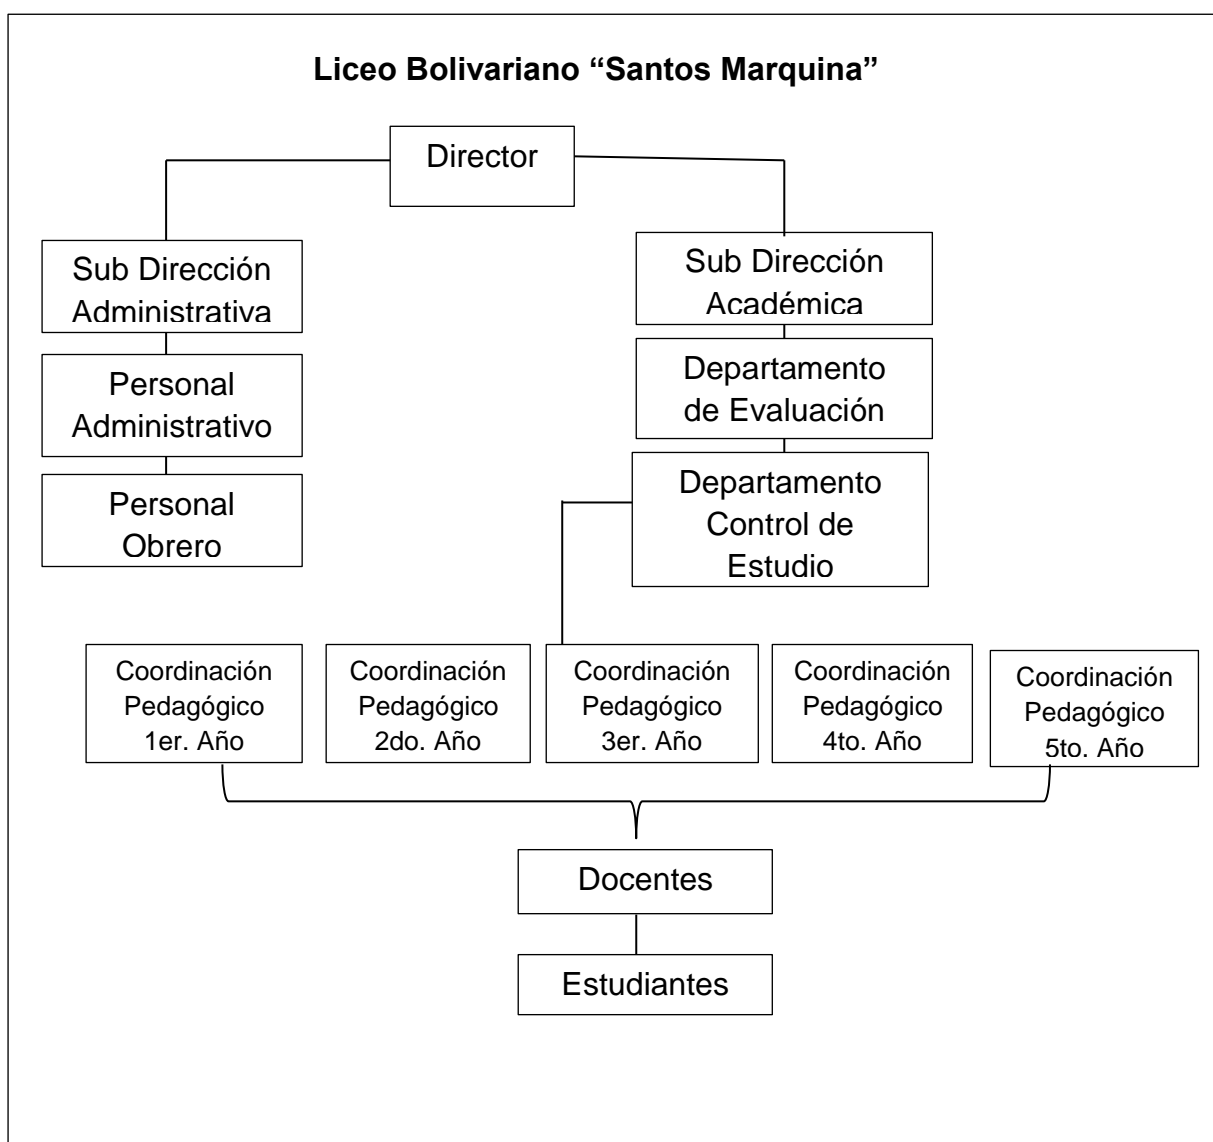 Liceo Bolivariano “Santos Marquina”
Director
Sub Dirección
Administrativa
Sub Dirección
Académica
Personal
Administrativo
Departamento
de Evaluación
Personal
Obrero
Departamento
Control de
Estudio
Coordinación
Pedagógico
1er. Año
Coordinación
Pedagógico
2do. Año
Coordinación
Pedagógico
3er. Año
Coordinación
Pedagógico
4to. Año
Coordinación
Pedagógico
5to. Año
Docentes
Estudiantes